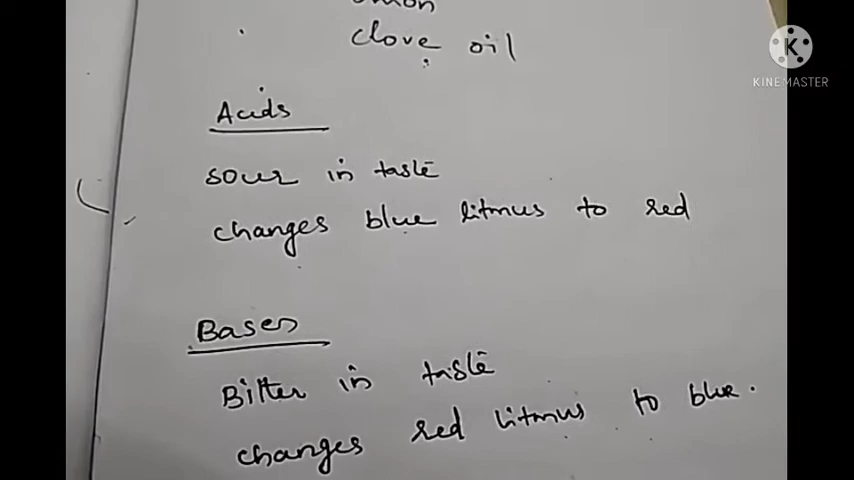 onion
clove oil
KINEMASTER
Acids
sour in taste
changes blue litmus to red
Bases
Bitter in taste
changes red litmus to blue.